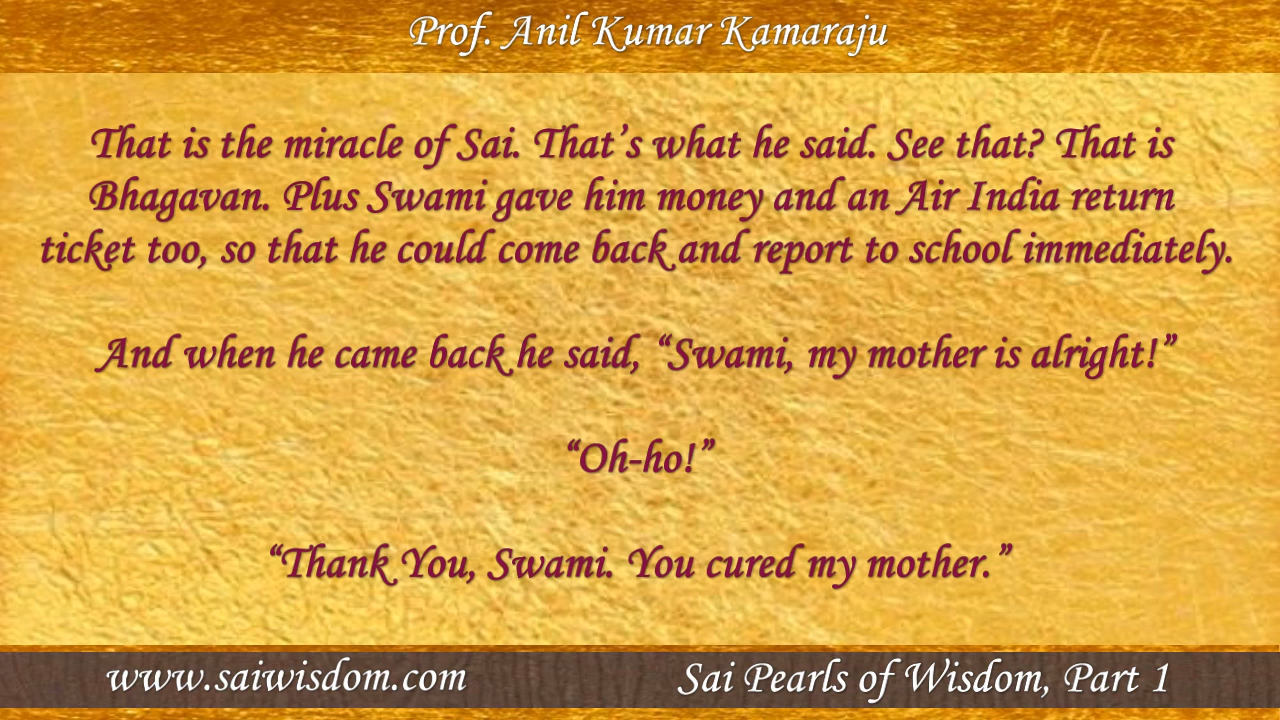 Prof. Anil Kumar Kamaraju
That is the miracle of Sai. That’s what he said. See that? That is
Bhagavan. Plus Swami gave him money and an Air India return
ticket too, so that he could come back and report to school immediately.
And when he came back he said, “Swami, my mother is alright!”
“Oh-ho!”
“Thank You, Swami. You cured my mother.”
www.saiwisdom.com
Sai Pearls of Wisdom, Part 1